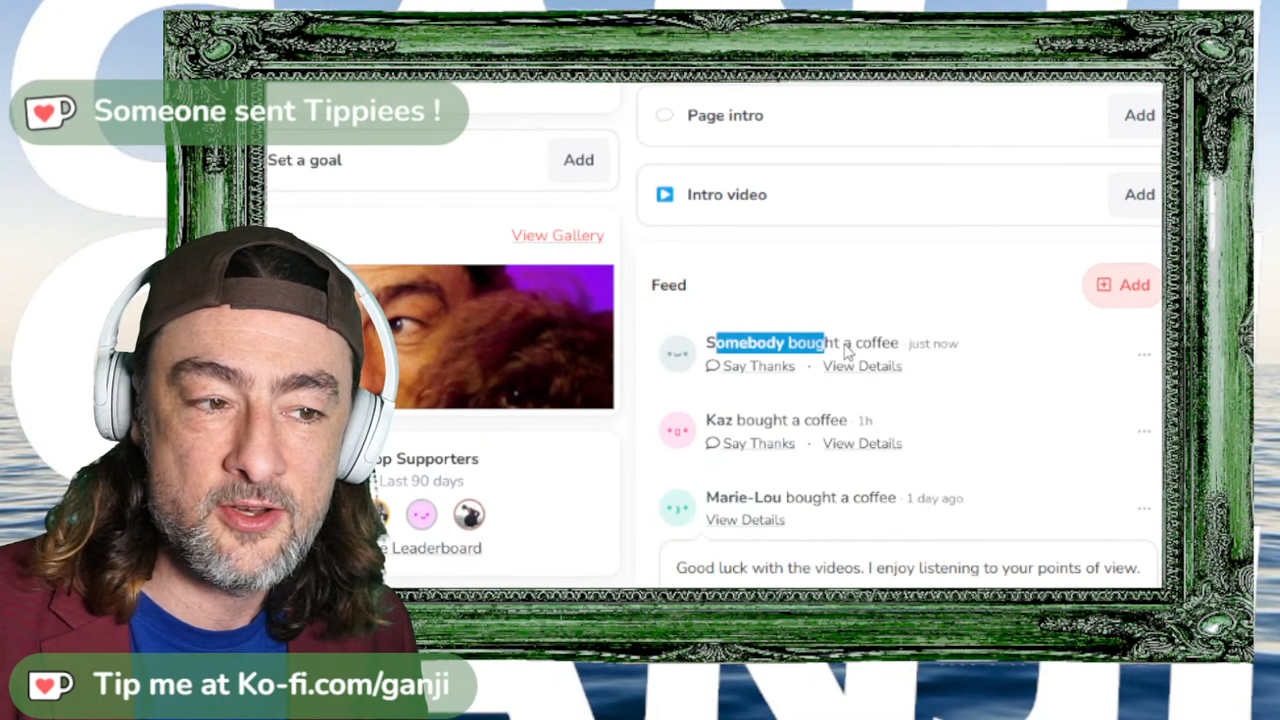 Someone sent Tippiees !
Set a goal
Add
View Gallery
Supporters
Last 90 days
Leaderboard
Page intro
Add
Intro video
Add
Feed
Add
Somebody bought a coffee · just now
Say Thanks · View Details
Kaz bought a coffee · 1h
Say Thanks · View Details
Marie-Lou bought a coffee · 1 day ago
View Details
Good luck with the videos. I enjoy listening to your points of view.
Tip me at Ko-fi.com/ganji